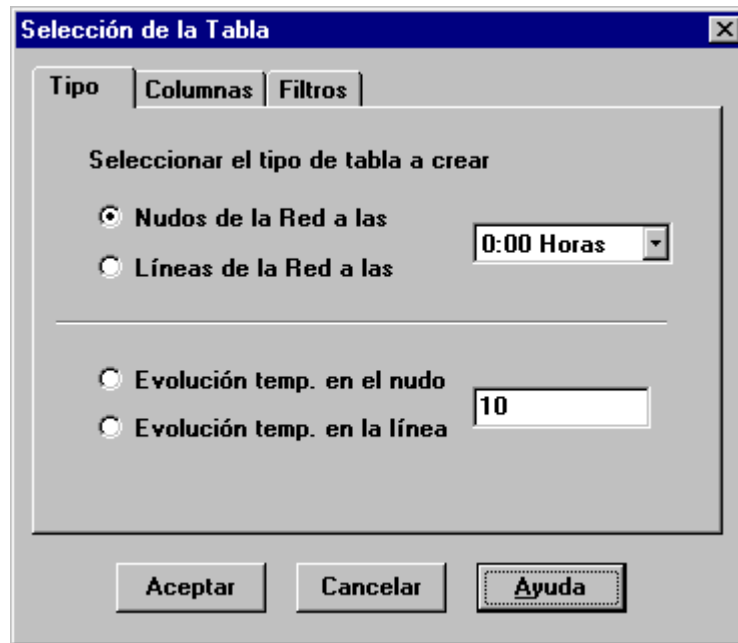 Selección de la Tabla
Tipo Columnas Filtros
Seleccionar el tipo de tabla a crear
Nudos de la Red a las
0:00 Horas
Líneas de la Red a las
Evolución temp. en el nudo
10
Evolución temp. en la línea
Aceptar Cancelar Ayuda